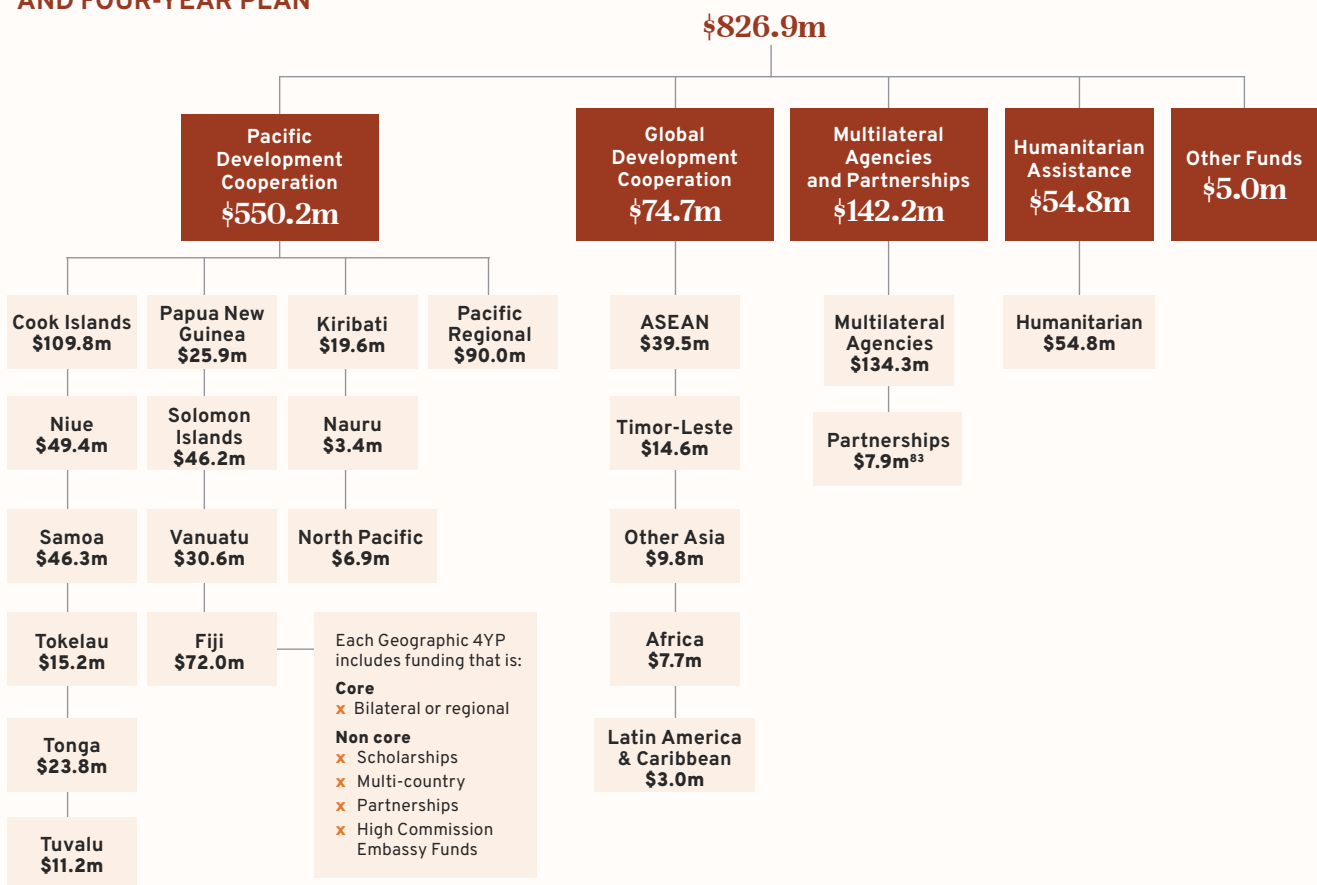 AND FOUR-YEAR PLAN
$826.9m
Pacific
Development
Cooperation
$550.2m
Global
Development
Cooperation
$74.7m
Multilateral
Agencies
and Partnerships
$142.2m
Humanitarian
Assistance
$54.8m
Other Funds
$5.0m
Cook Islands
$109.8m
Niue
$49.4m
Samoa
$46.3m
Tokelau
$15.2m
Tonga
$23.8m
Tuvalu
$11.2m
Papua New
Guinea
$25.9m
Solomon
Islands
$46.2m
Vanuatu
$30.6m
Fiji
$72.0m
Kiribati
$19.6m
Nauru
$3.4m
North Pacific
$6.9m
Pacific
Regional
$90.0m
Each Geographic 4YP
includes funding that is:
Core
x Bilateral or regional
Non core
x Scholarships
x Multi-country
x Partnerships
x High Commission
Embassy Funds
ASEAN
$39.5m
Timor-Leste
$14.6m
Other Asia
$9.8m
Africa
$7.7m
Latin America
& Caribbean
$3.0m
Multilateral
Agencies
$134.3m
Partnerships
$7.9m⁸³
Humanitarian
$54.8m